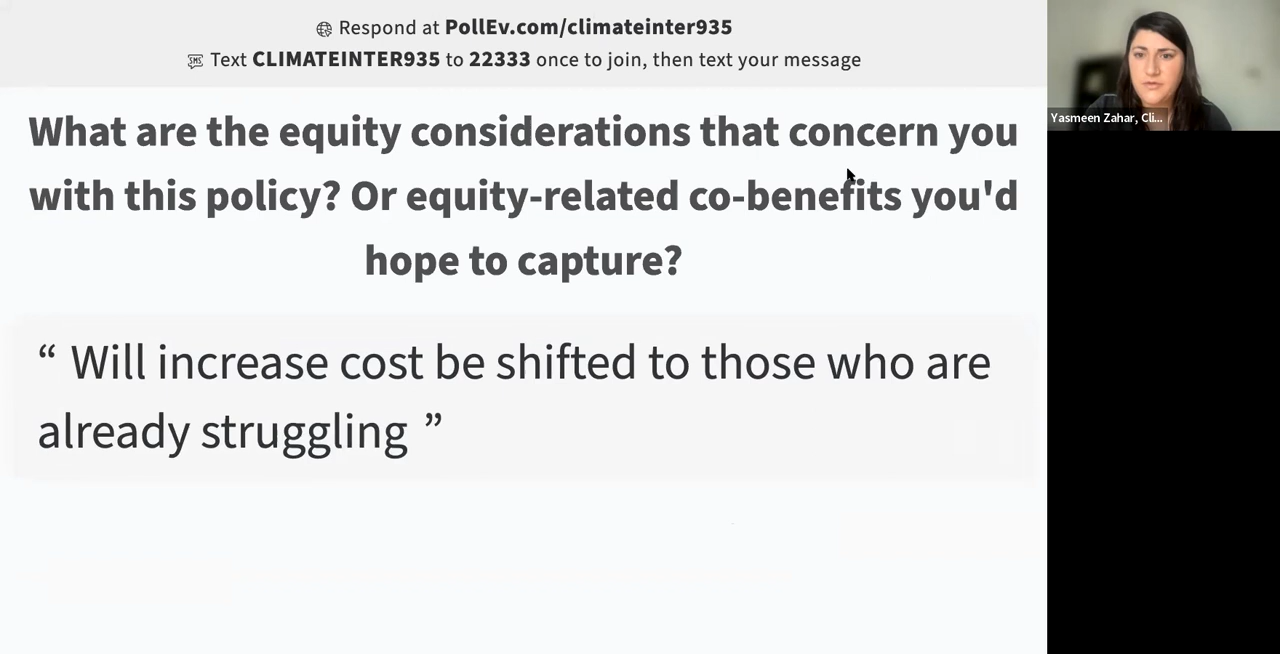 Respond at PollEv.com/climateinter935
Text CLIMATEINTER935 to 22333 once to join, then text your message
What are the equity considerations that concern you
with this policy? Or equity-related co-benefits you'd
hope to capture?
“ Will increase cost be shifted to those who are
already struggling ”
Yasmeen Zahar, Cli...